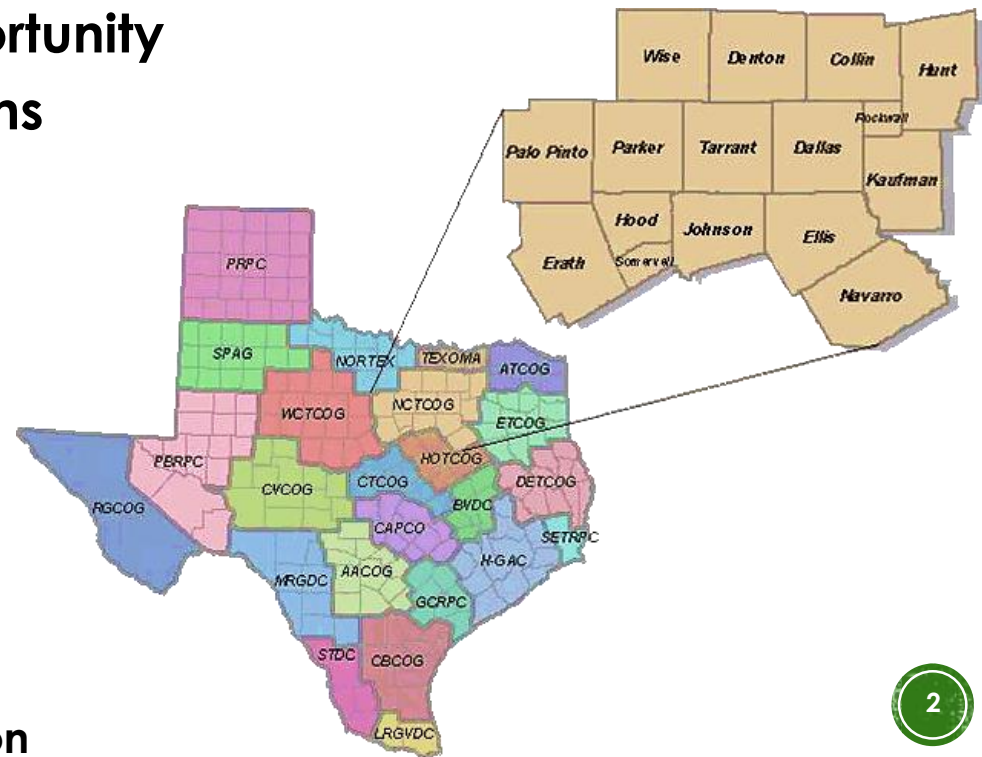 ortunity
ns
Wise Denton Collin Hunt
Rockwall
Palo Pinto Parker Tarrant Dallas
Kaufman
Hood Johnson Ellis
Erath Somervell
Navarro
PRPC
SPAG NORTEX TEXOMA ATCOG
WCTCOG NCTCOG ETCOG
PBRPC HOTCOG
CVCOG CTCOG DETCOG
RGCOG BVDC
CAPCO SETRPC
MRGDC AACOG H-GAC
GCRPC
STDC CBCOG
LRGVDC
2
on